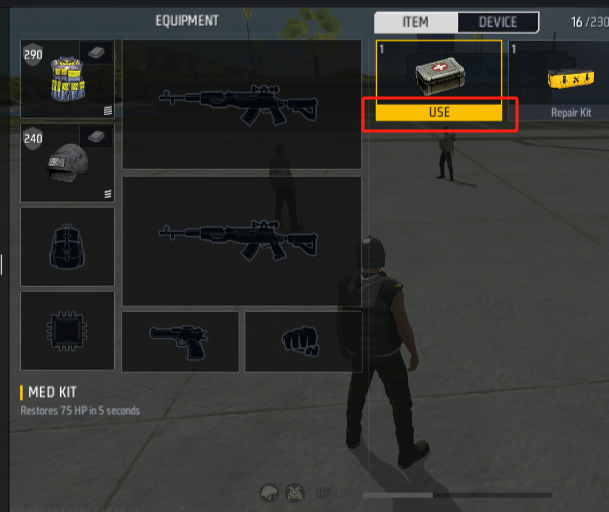 EQUIPMENT
ITEM
DEVICE
16/230
290
240
1
USE
1
Repair Kit
MED KIT
Restores 75 HP in 5 seconds
HP